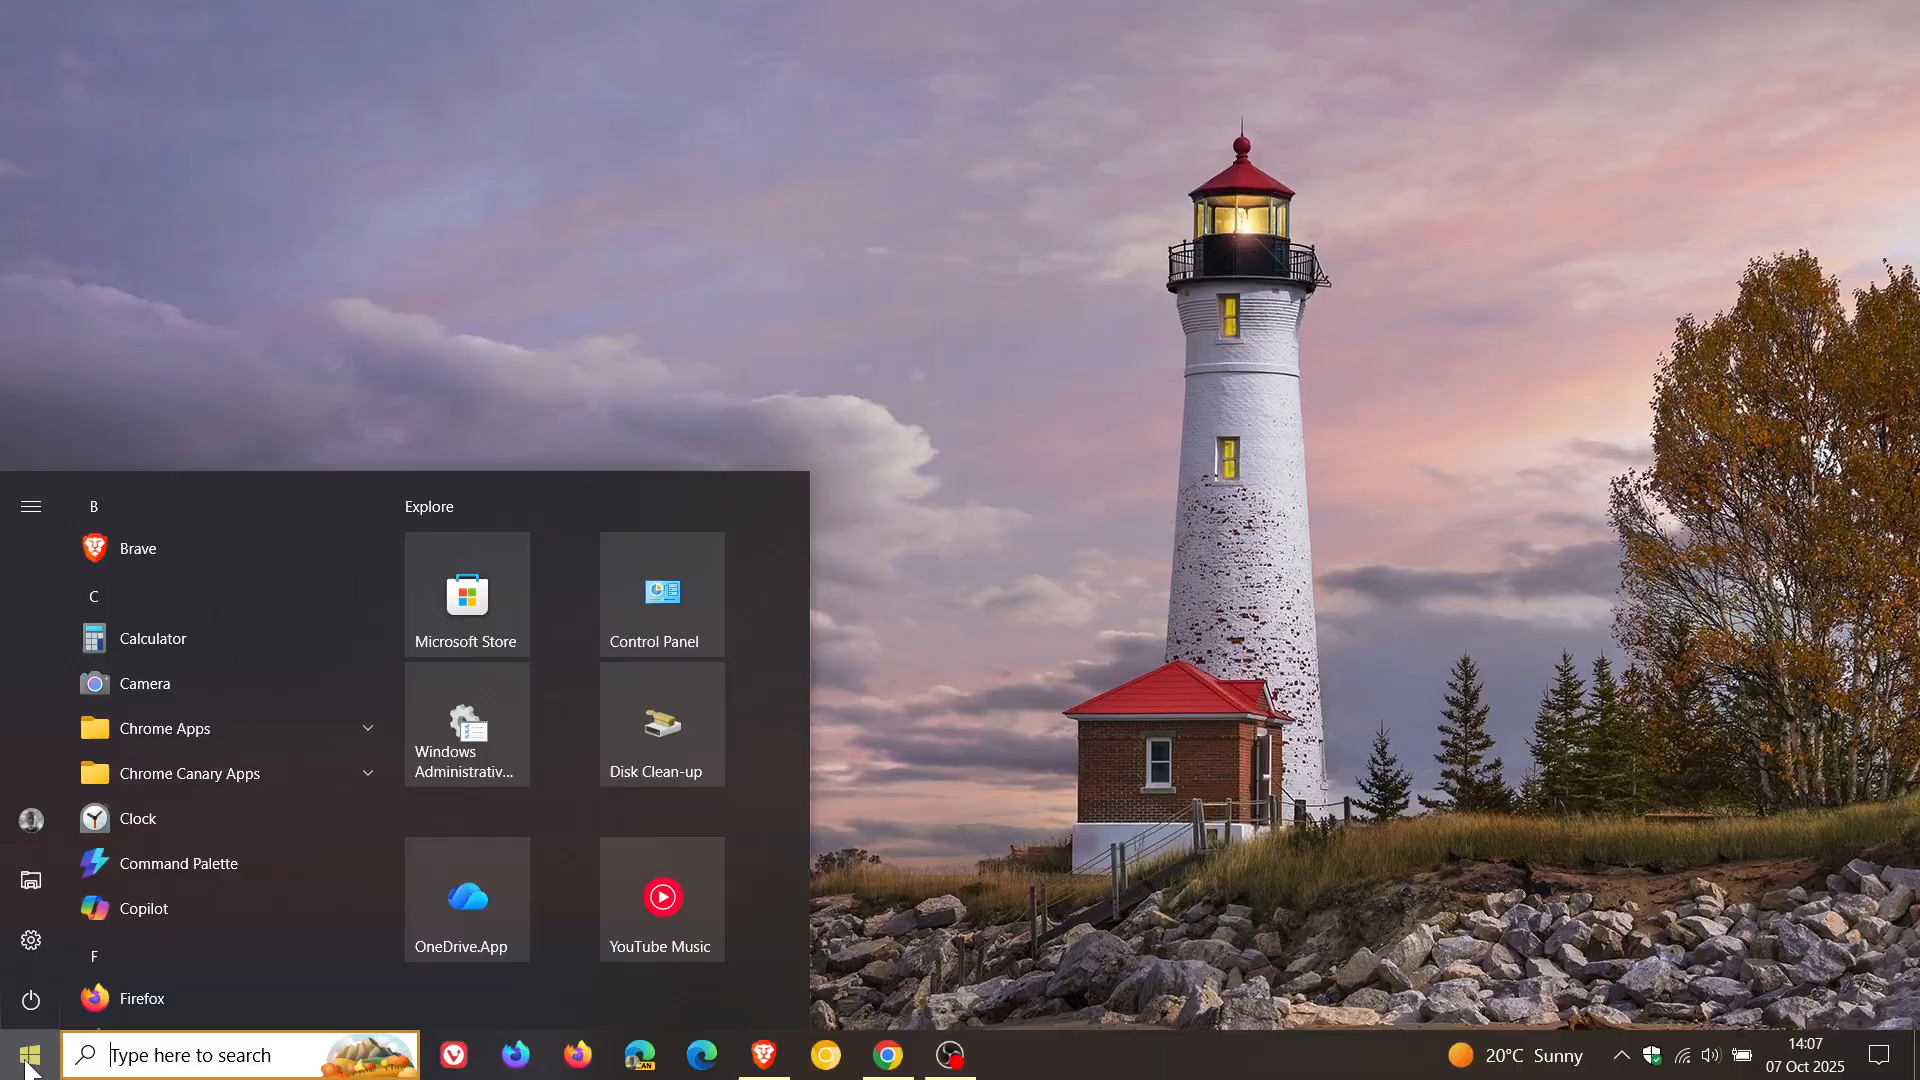 B
Explore
Brave
C
Calculator
Camera
Chrome Apps
Chrome Canary Apps
Clock
Command Palette
Copilot
F
Firefox
Microsoft Store
Control Panel
Windows
Administrativ...
Disk Clean-up
OneDrive.App
YouTube Music
Type here to search
CAN
20°C Sunny
14:07
07 Oct 2025